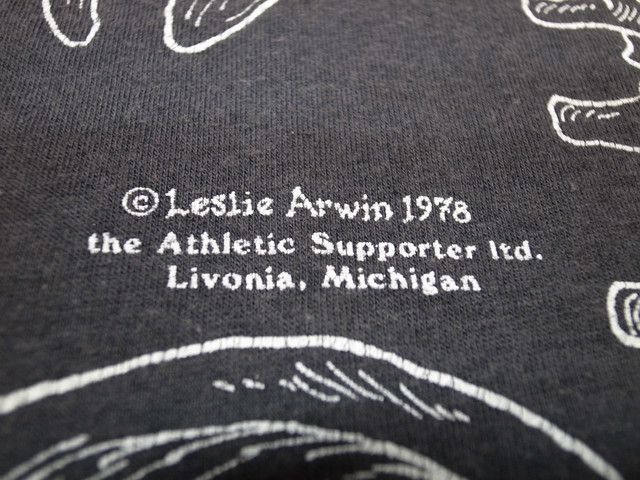 ©Leslie Arwin 1978
the Athletic Supporter ltd.
Livonia, Michigan